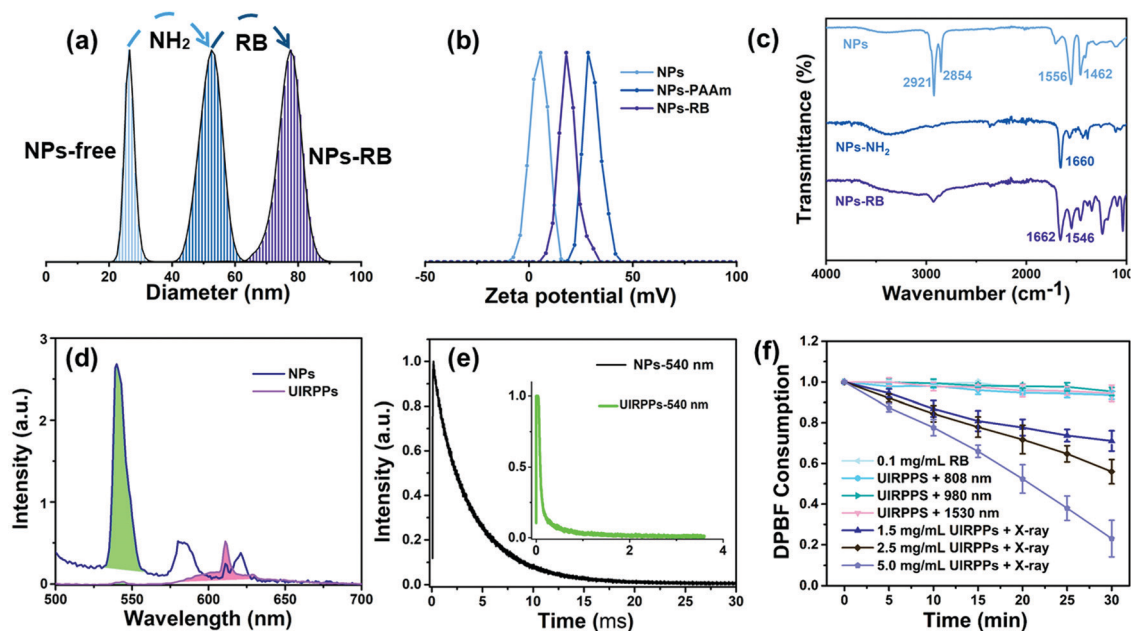 (a)
NH₂
RB
NPs-free
NPs-RB
0 20 40 60 80 100
Diameter (nm)
(b)
NPs
NPs-PAAm
NPs-RB
-50 0 50 100
Zeta potential (mV)
(c)
Transmittance (%)
NPs
2921
2854
1556
1462
NPs-NH₂
1660
NPs-RB
1662
1546
4000 3000 2000 1000
Wavenumber (cm⁻¹)
(d)
Intensity (a.u.)
3
2
1
0
NPs
UIRPPs
500 550 600 650 700
Wavelength (nm)
(e)
Intensity (a.u.)
1.0
0.8
0.6
0.4
0.2
0.0
NPs-540 nm
UIRPPs-540 nm
1.0
0.5
0.0
0 2 4
0 5 10 15 20 25 30
Time (ms)
(f)
DPBF Consumption
1.2
1.0
0.8
0.6
0.4
0.2
0.0
0.1 mg/mL RB
UIRPPS + 808 nm
UIRPPS + 980 nm
UIRPPS + 1530 nm
1.5 mg/mL UIRPPs + X-ray
2.5 mg/mL UIRPPs + X-ray
5.0 mg/mL UIRPPs + X-ray
0 5 10 15 20 25 30
Time (min)